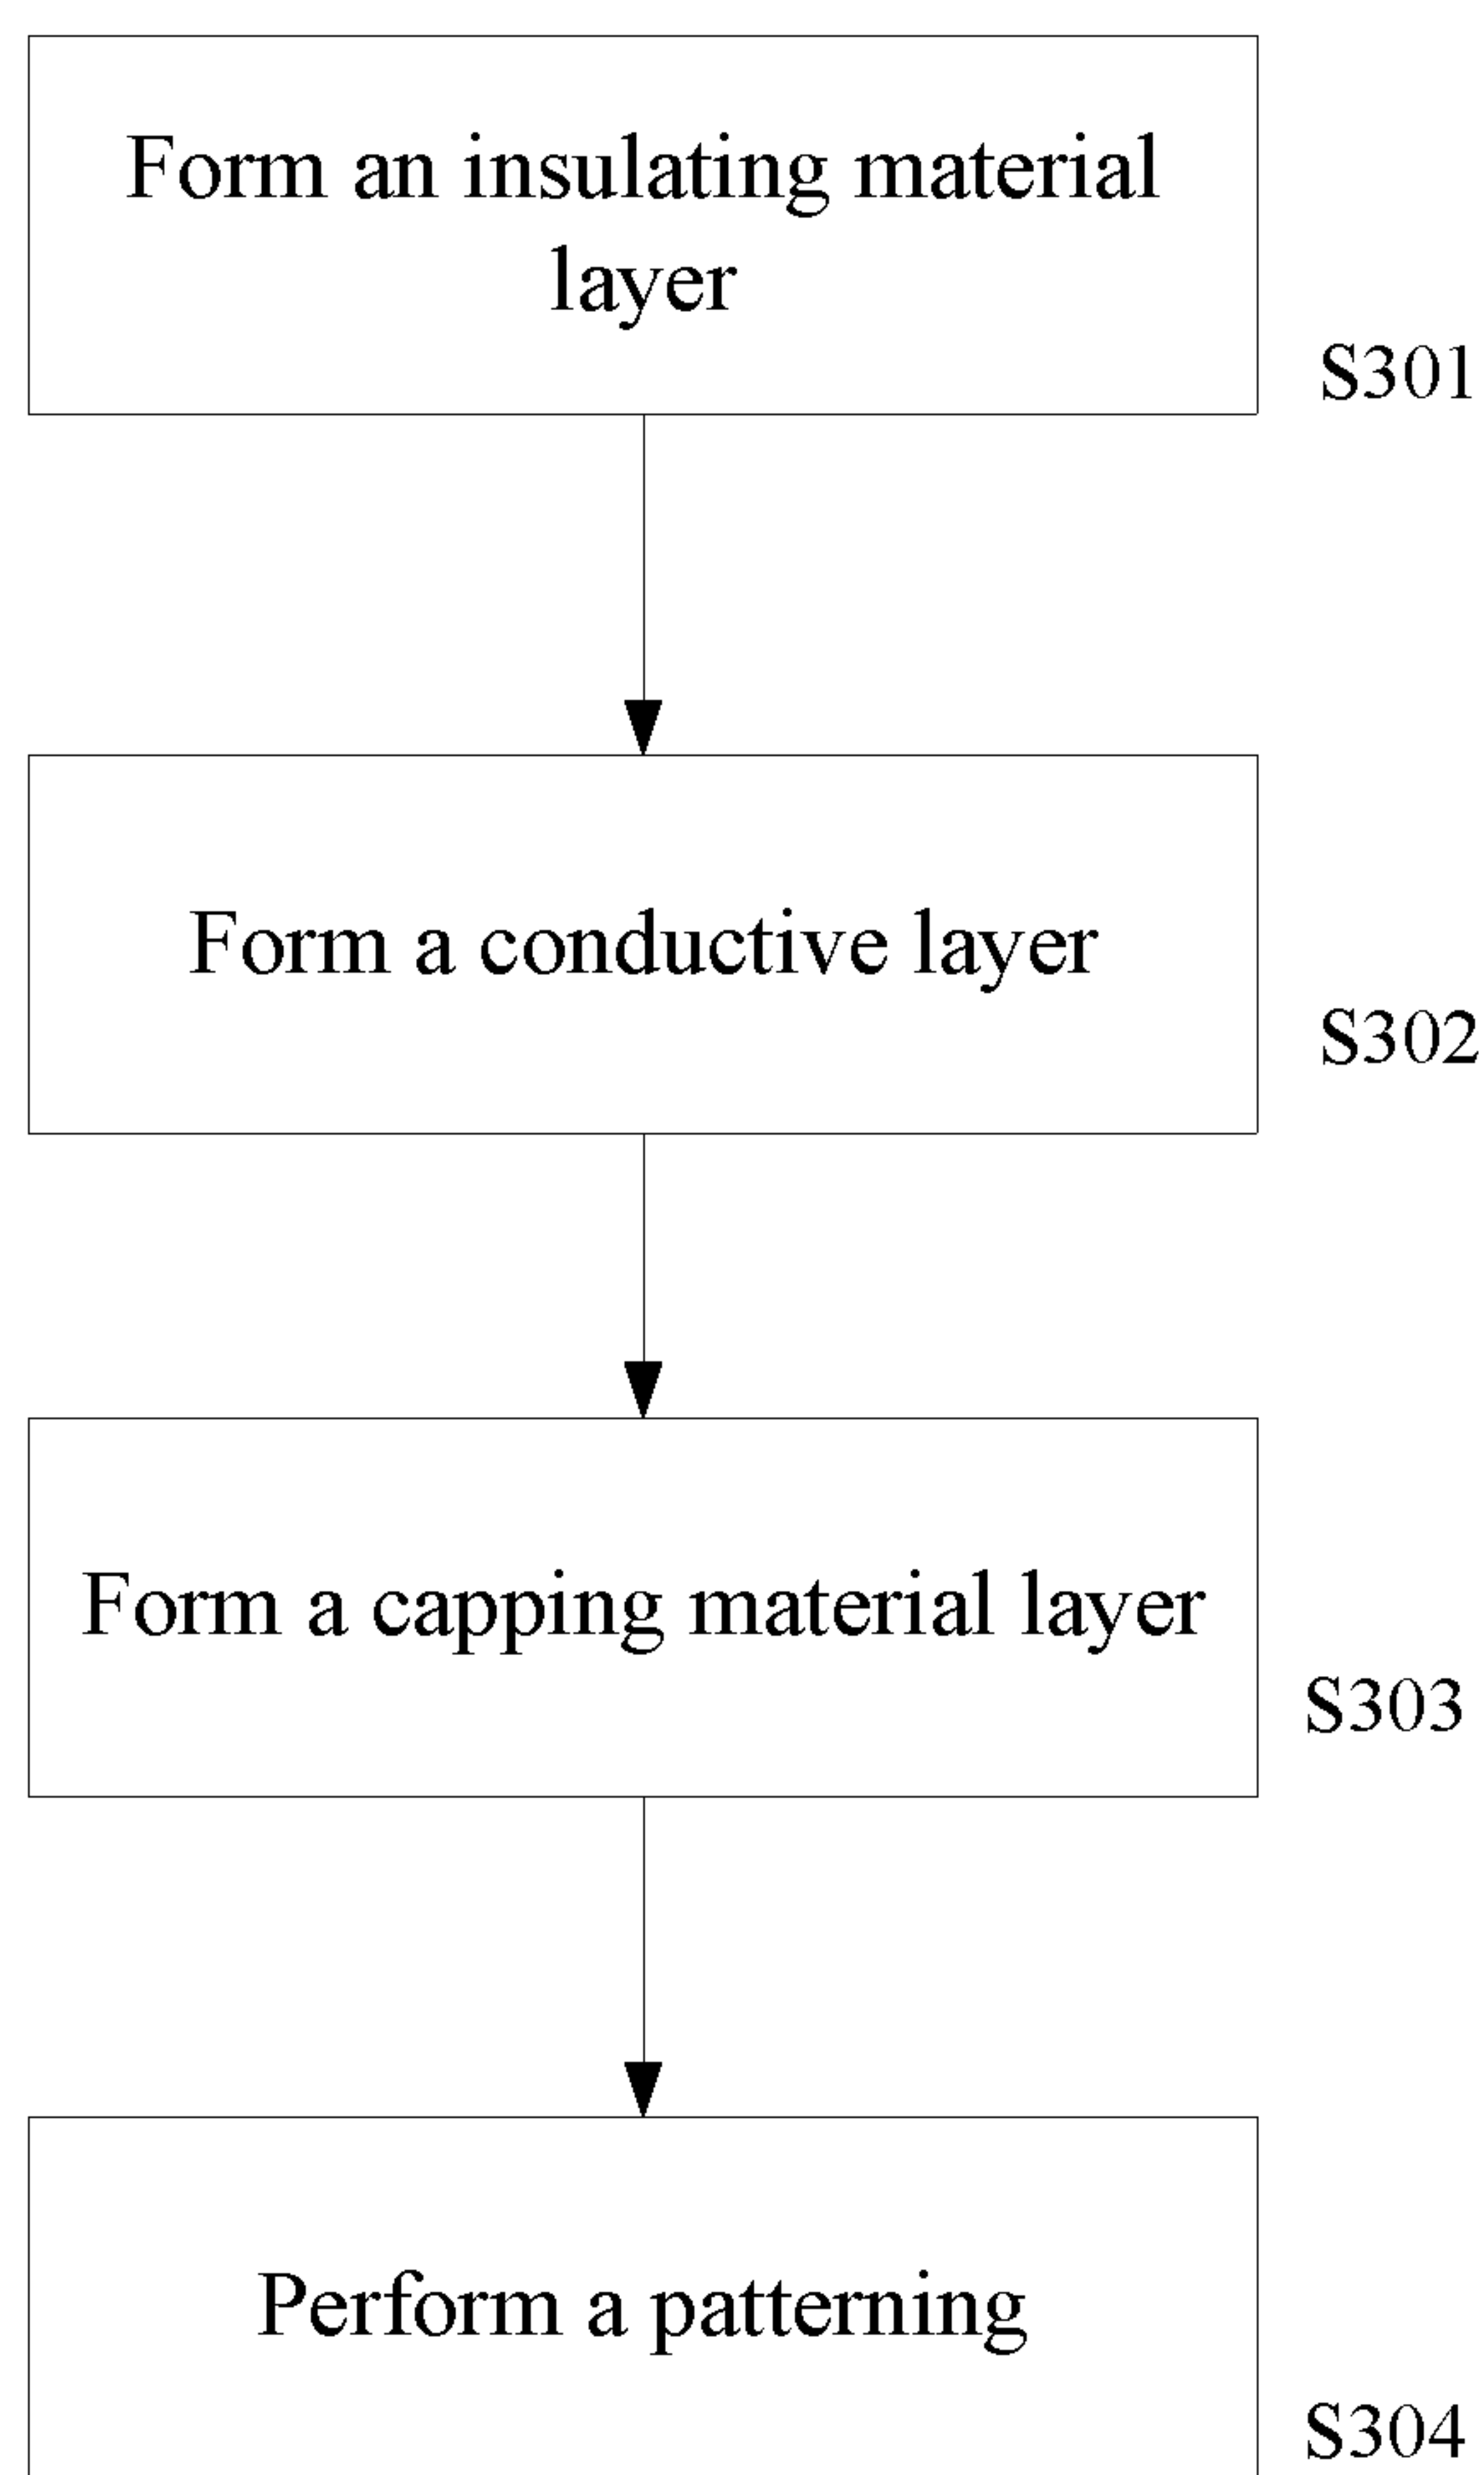 Form an insulating material
layer
S301
Form a conductive layer
S302
Form a capping material layer
S303
Perform a patterning
S304